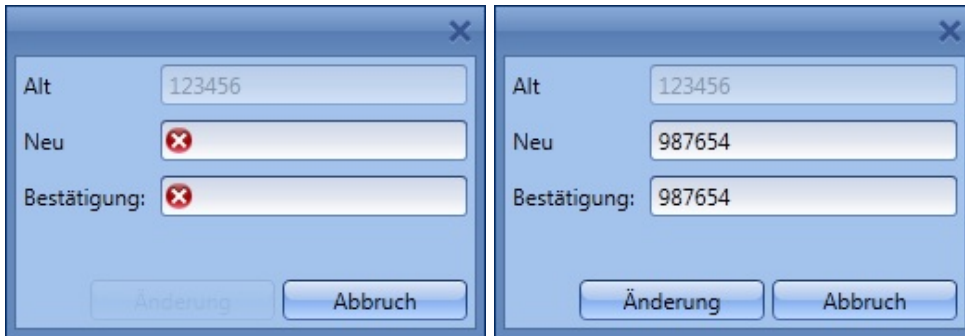 Alt 123456
Neu
Bestätigung:
Änderung Abbruch
Alt 123456
Neu 987654
Bestätigung: 987654
Änderung Abbruch